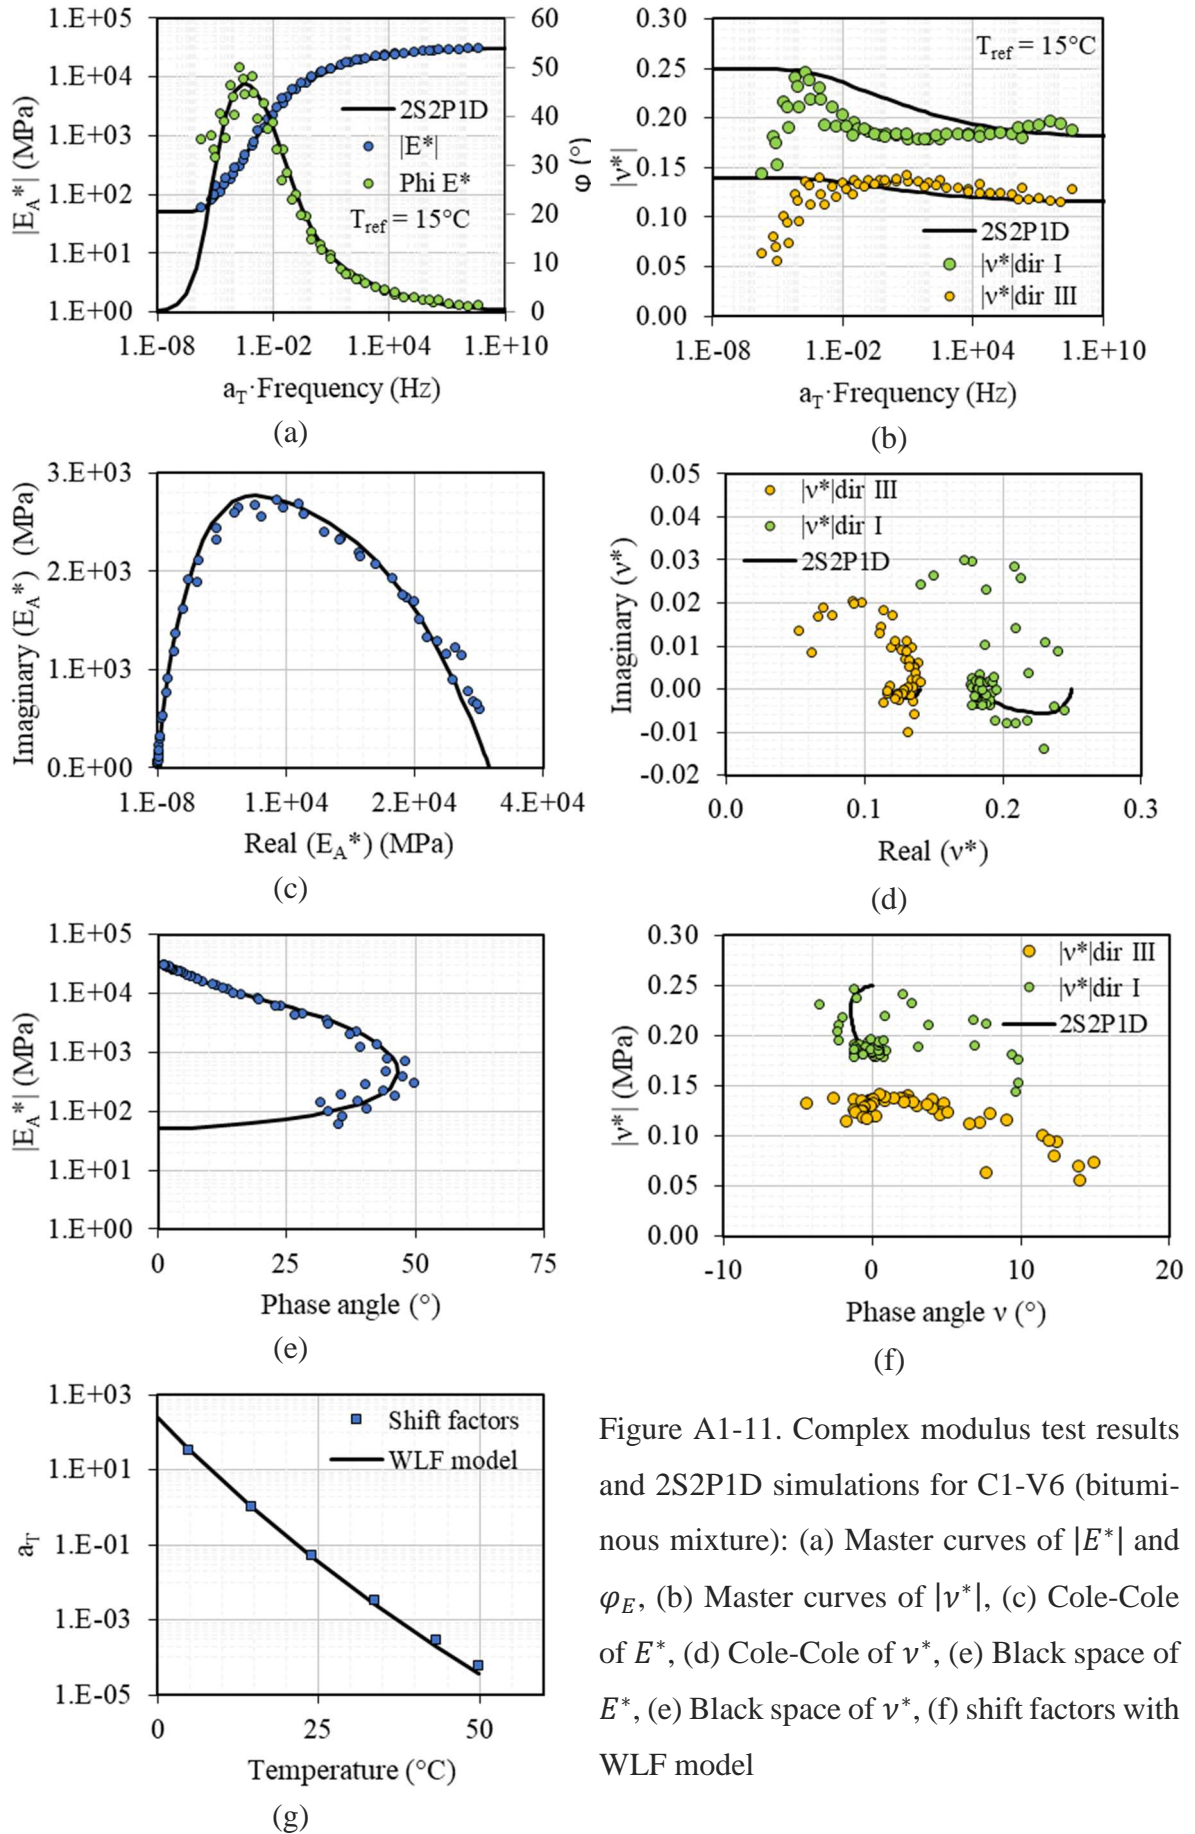 1.E+05
1.E+04
1.E+03
1.E+02
1.E+01
1.E+00
|E_A*| (MPa)
60
50
40
30
20
10
0
φ (°)
2S2P1D
|E*|
Phi E*
T_ref = 15°C
1.E-08
1.E-02
1.E+04
1.E+10
a_T·Frequency (Hz)
(a)
0.30
0.25
0.20
0.15
0.10
0.05
0.00
|ν*|
T_ref = 15°C
2S2P1D
|ν*|dir I
|ν*|dir III
1.E-08
1.E-02
1.E+04
1.E+10
a_T·Frequency (Hz)
(b)
3.E+03
2.E+03
1.E+03
0.E+00
Imaginary (E_A*) (MPa)
1.E-08
1.E+04
2.E+04
4.E+04
Real (E_A*) (MPa)
(c)
0.05
0.04
0.03
0.02
0.01
0.00
-0.01
-0.02
Imaginary (ν*)
|ν*|dir III
|ν*|dir I
2S2P1D
0.0
0.1
0.2
0.3
Real (ν*)
(d)
1.E+05
1.E+04
1.E+03
1.E+02
1.E+01
1.E+00
|E_A*| (MPa)
0
25
50
75
Phase angle (°)
(e)
0.30
0.25
0.20
0.15
0.10
0.05
0.00
|ν*| (MPa)
|ν*|dir III
|ν*|dir I
2S2P1D
-10
0
10
20
Phase angle ν (°)
(f)
1.E+03
1.E+01
1.E-01
1.E-03
1.E-05
a_T
Shift factors
WLF model
0
25
50
Temperature (°C)
(g)
Figure A1-11. Complex modulus test results
and 2S2P1D simulations for C1-V6 (bitumi-
nous mixture): (a) Master curves of |E*| and
φ_E, (b) Master curves of |ν*|, (c) Cole-Cole
of E*, (d) Cole-Cole of ν*, (e) Black space of
E*, (e) Black space of ν*, (f) shift factors with
WLF model